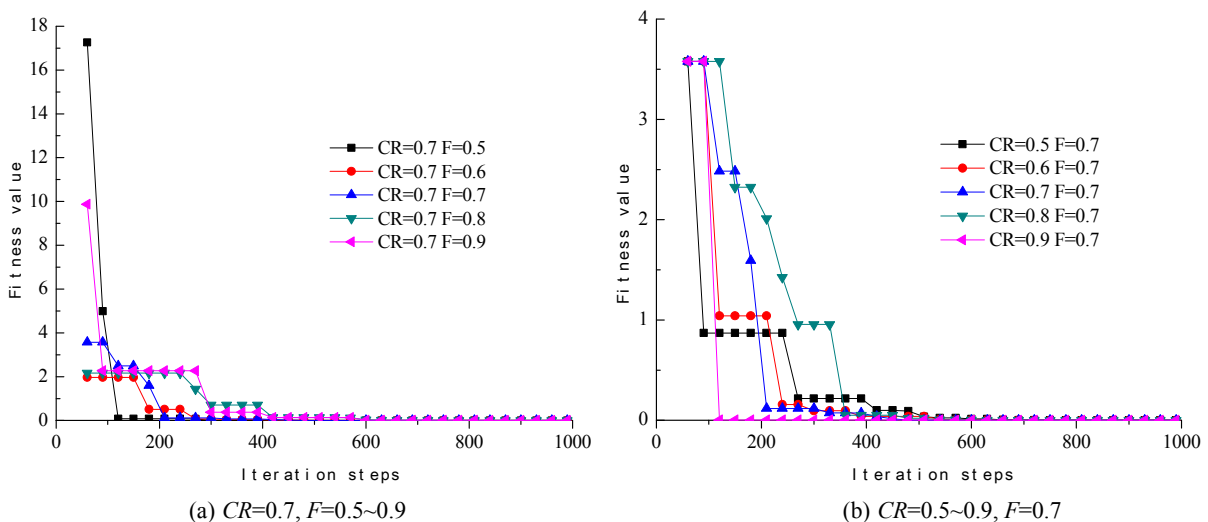 18
16
14
12
10
8
6
4
2
0
Fitness value
CR=0.7 F=0.5
CR=0.7 F=0.6
CR=0.7 F=0.7
CR=0.7 F=0.8
CR=0.7 F=0.9
0 200 400 600 800 1000
Iteration steps
(a) CR=0.7, F=0.5~0.9
4
3
2
1
0
Fitness value
CR=0.5 F=0.7
CR=0.6 F=0.7
CR=0.7 F=0.7
CR=0.8 F=0.7
CR=0.9 F=0.7
0 200 400 600 800 1000
Iteration steps
(b) CR=0.5~0.9, F=0.7